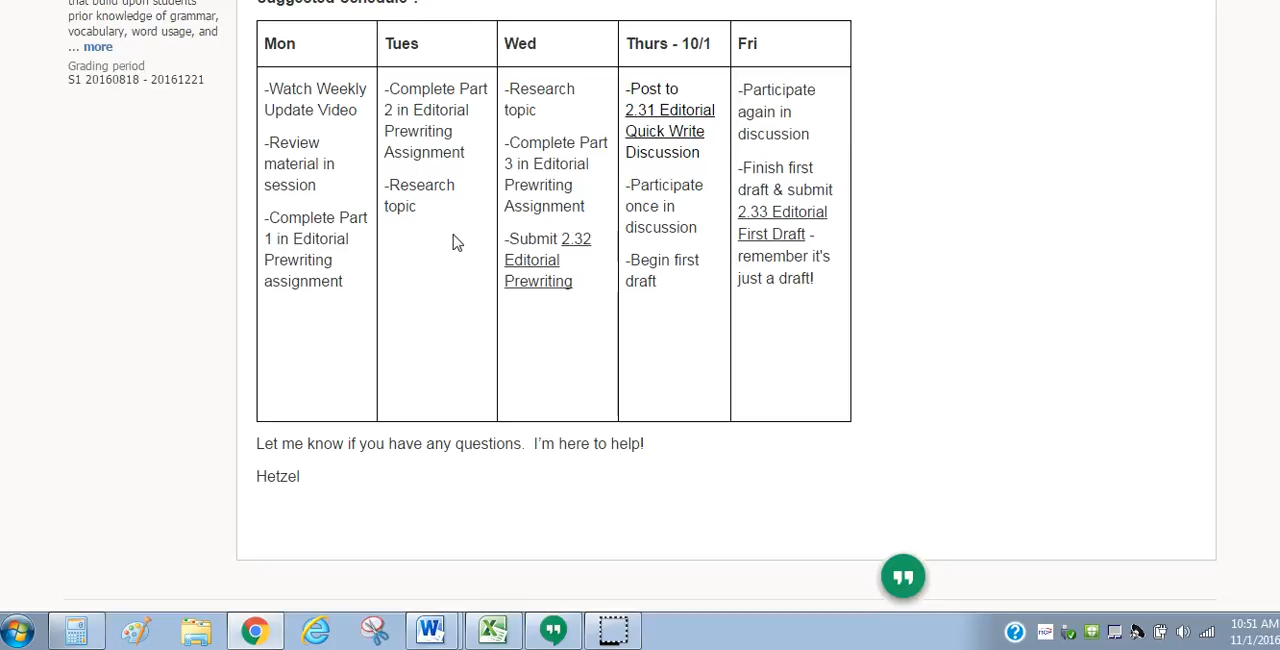 that build upon students'
prior knowledge of grammar,
vocabulary, word usage, and
... more
Grading period
S1 20160818 - 20161221
Suggested Schedule :
Mon
Tues
Wed
Thurs - 10/1
Fri
-Watch Weekly
Update Video
-Review
material in
session
-Complete Part
1 in Editorial
Prewriting
assignment
-Complete Part
2 in Editorial
Prewriting
Assignment
-Research
topic
-Research
topic
-Complete Part
3 in Editorial
Prewriting
Assignment
-Submit 2.32
Editorial
Prewriting
-Post to
2.31 Editorial
Quick Write
Discussion
-Participate
once in
discussion
-Begin first
draft
-Participate
again in
discussion
-Finish first
draft & submit
2.33 Editorial
First Draft -
remember it's
just a draft!
Let me know if you have any questions.  I'm here to help!
Hetzel
10:51 AM
11/1/2016